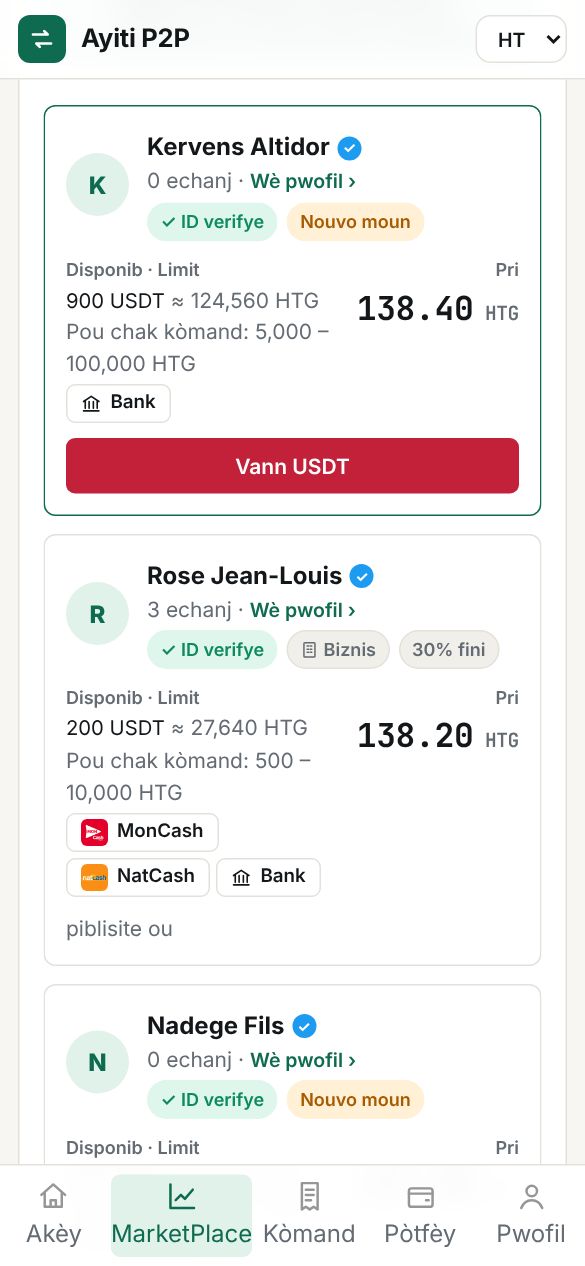 Ayiti P2P
HT
K
Kervens Altidor
0 echanj · Wè pwofil ›
✓ ID verifye
Nouvo moun
Disponib · Limit
Pri
900 USDT ≈ 124,560 HTG
138.40 HTG
Pou chak kòmand: 5,000 –
100,000 HTG
Bank
Vann USDT
R
Rose Jean-Louis
3 echanj · Wè pwofil ›
✓ ID verifye
Biznis
30% fini
Disponib · Limit
Pri
200 USDT ≈ 27,640 HTG
138.20 HTG
Pou chak kòmand: 500 –
10,000 HTG
MonCash
NatCash
Bank
piblisite ou
N
Nadege Fils
0 echanj · Wè pwofil ›
✓ ID verifye
Nouvo moun
Disponib · Limit
Pri
Akèy
MarketPlace
Kòmand
Pòtfèy
Pwofil